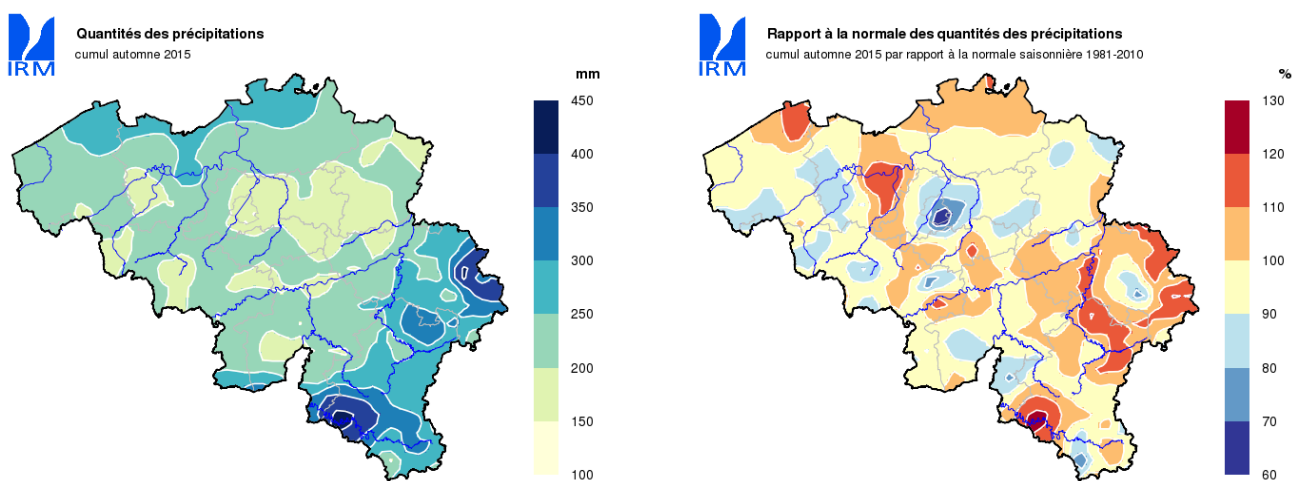 IRM
Quantités des précipitations
cumul automne 2015
mm
450
400
350
300
250
200
150
100
IRM
Rapport à la normale des quantités des précipitations
cumul automne 2015 par rapport à la normale saisonnière 1981-2010
%
130
120
110
100
90
80
70
60